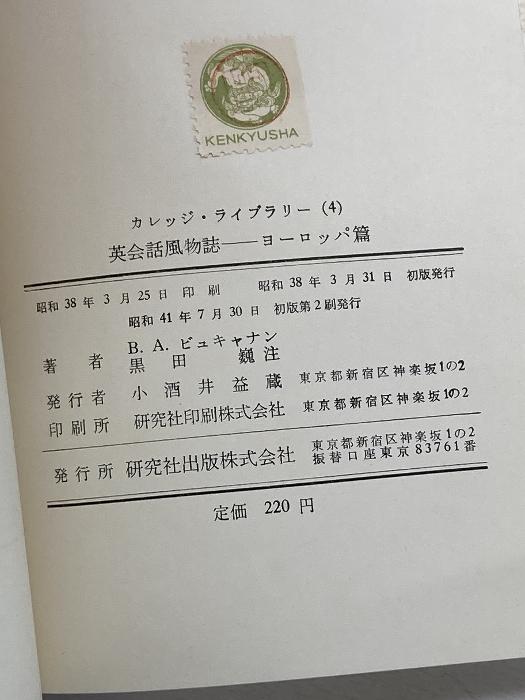 KENKYUSHA
カレッジ・ライブラリー (4)
英会話風物誌――ヨーロッパ篇
昭和 38 年 3 月 25 日 印 刷 昭和 38 年 3 月 31 日 初版発行
昭和 41 年 7 月 30 日 初版第2刷発行
著 者 B. A. ビュキャナン
黒 田 巍 注
発行者 小 酒 井 益 蔵 東京都新宿区神楽坂1の2
印刷所 研究社印刷株式会社 東京都新宿区神楽坂1の2
発行所 研究社出版株式会社 東京都新宿区神楽坂1の2
振替口座東京 83761 番
定価 220 円